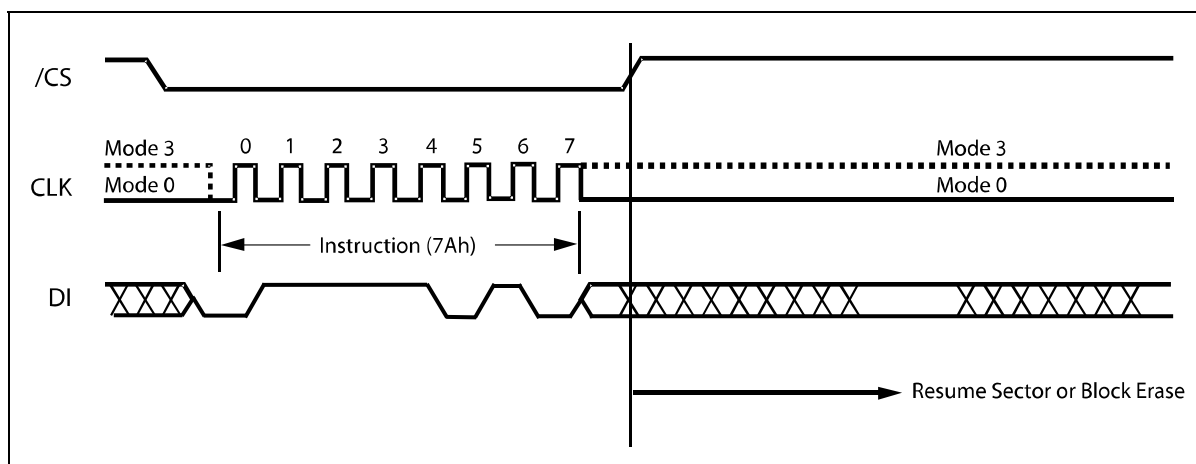 /CS
Mode 3
0 1 2 3 4 5 6 7
Mode 3
CLK
Mode 0
Mode 0
Instruction (7Ah)
DI
Resume Sector or Block Erase